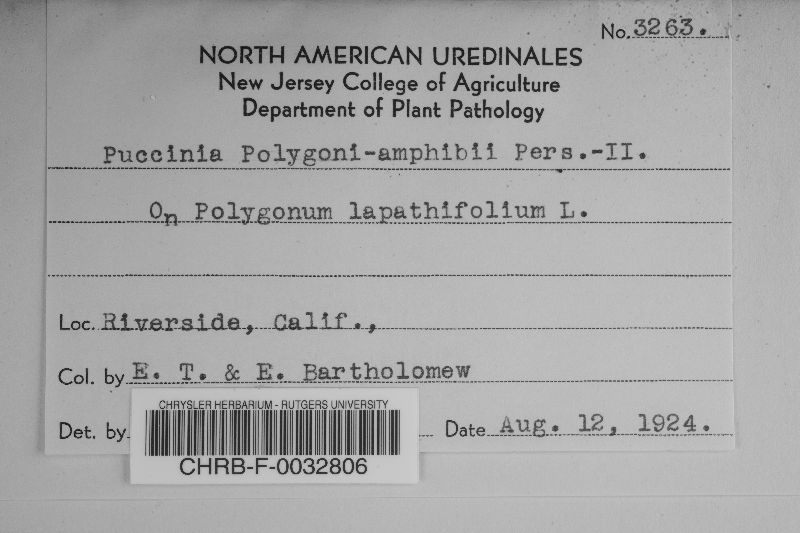 No. 3263.
NORTH AMERICAN UREDINALES
New Jersey College of Agriculture
Department of Plant Pathology
Puccinia Polygoni-amphibii Pers.-II.
On Polygonum lapathifolium L.
Loc. Riverside, Calif.,
Col. by E. T. & E. Bartholomew
Det. by Date Aug. 12, 1924.
CHRYSLER HERBARIUM - RUTGERS UNIVERSITY
CHRB-F-0032806